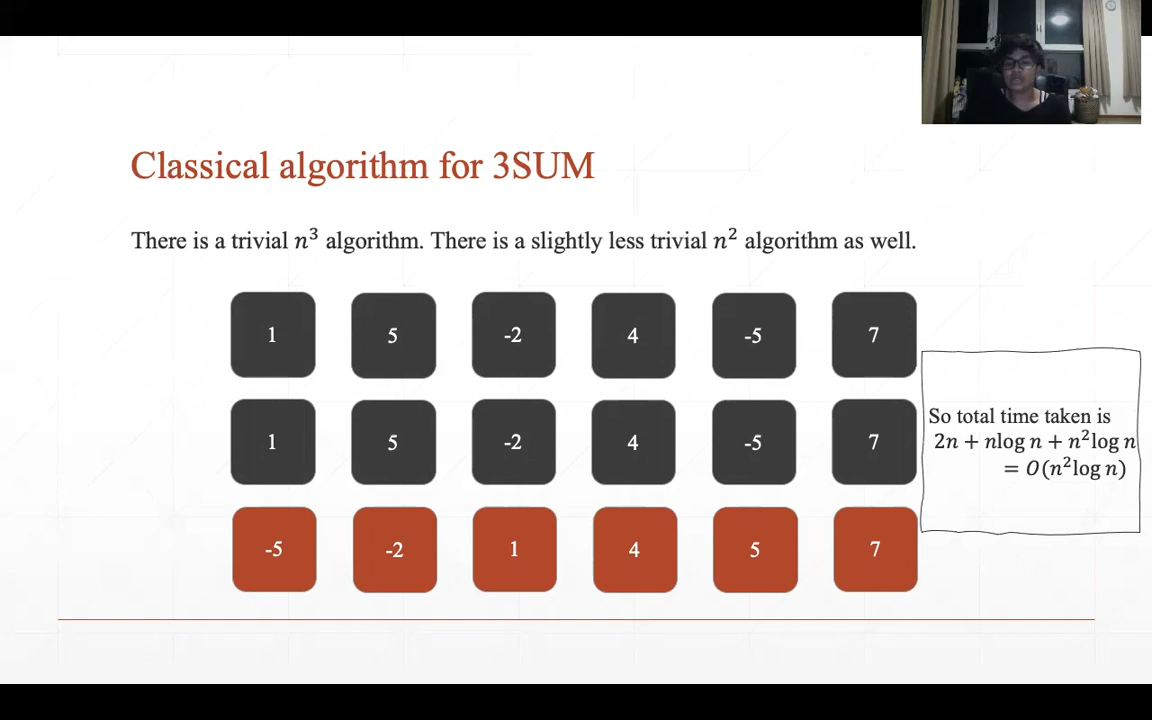 Classical algorithm for 3SUM
There is a trivial n³ algorithm. There is a slightly less trivial n² algorithm as well.
1 5 -2 4 -5 7
1 5 -2 4 -5 7
So total time taken is
2n + nlog n + n²log n
= O(n²log n)
-5 -2 1 4 5 7